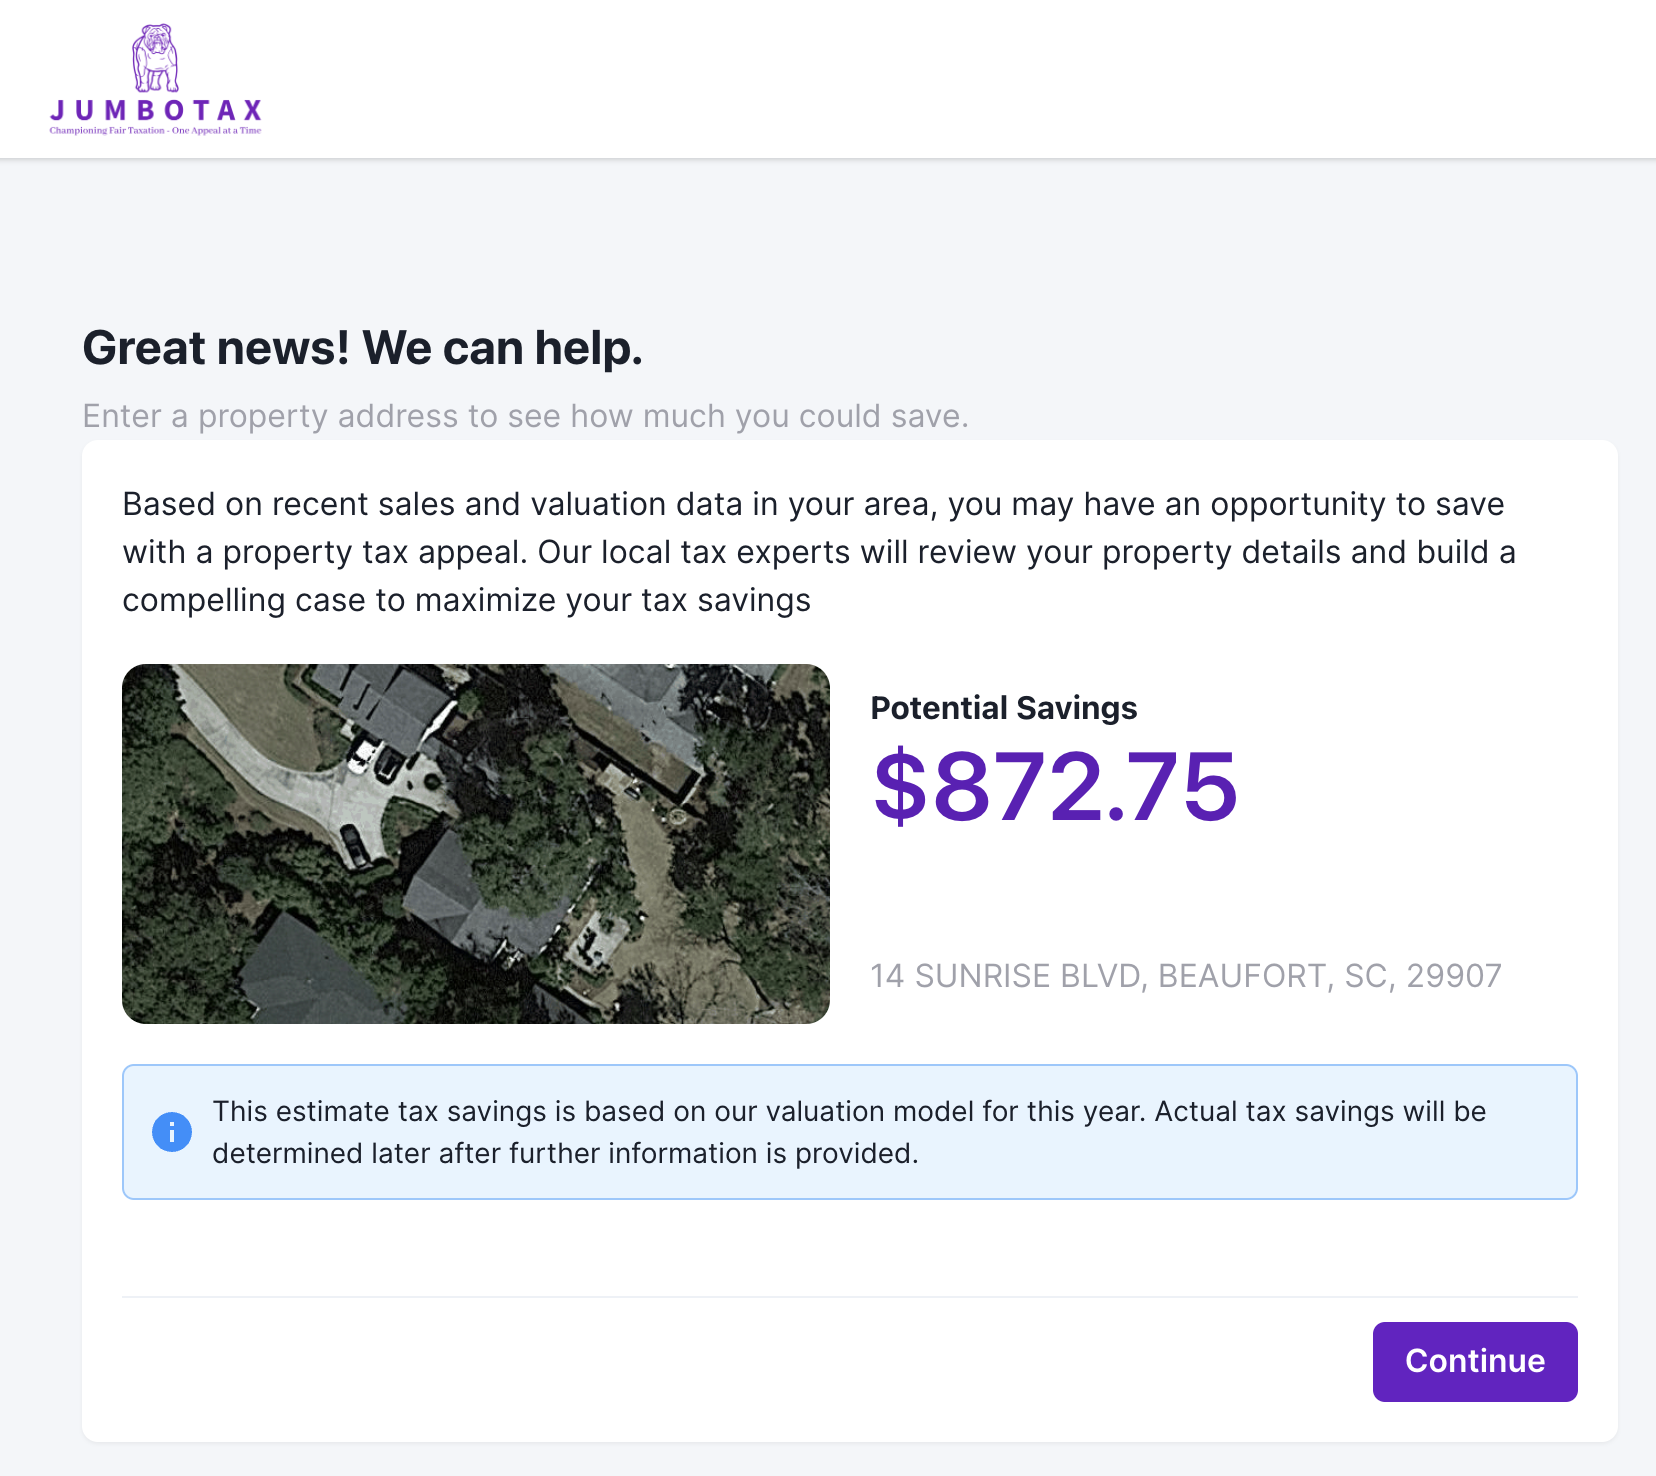 JUMBOTAX
Championing Fair Taxation - One Appeal at a Time
Great news! We can help.
Enter a property address to see how much you could save.
Based on recent sales and valuation data in your area, you may have an opportunity to save
with a property tax appeal. Our local tax experts will review your property details and build a
compelling case to maximize your tax savings
Potential Savings
$872.75
14 SUNRISE BLVD, BEAUFORT, SC, 29907
This estimate tax savings is based on our valuation model for this year. Actual tax savings will be
determined later after further information is provided.
Continue